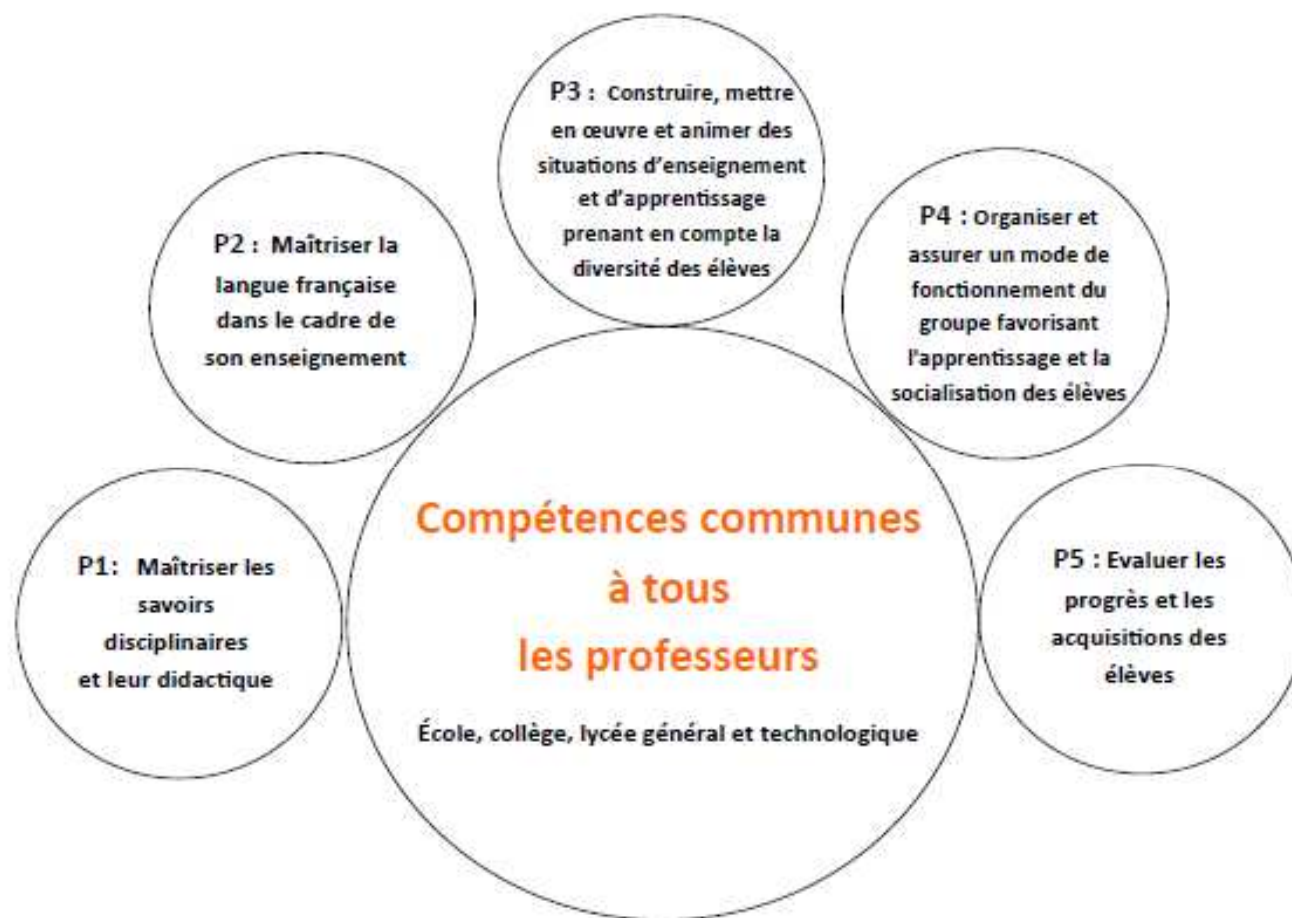 P1: Maîtriser les
savoirs
disciplinaires
et leur didactique
P2 : Maîtriser la
langue française
dans le cadre de
son enseignement
P3 : Construire, mettre
en œuvre et animer des
situations d'enseignement
et d'apprentissage
prenant en compte la
diversité des élèves
P4 : Organiser et
assurer un mode de
fonctionnement du
groupe favorisant
l'apprentissage et la
socialisation des élèves
P5 : Evaluer les
progrès et les
acquisitions des
élèves
Compétences communes
à tous
les professeurs
École, collège, lycée général et technologique